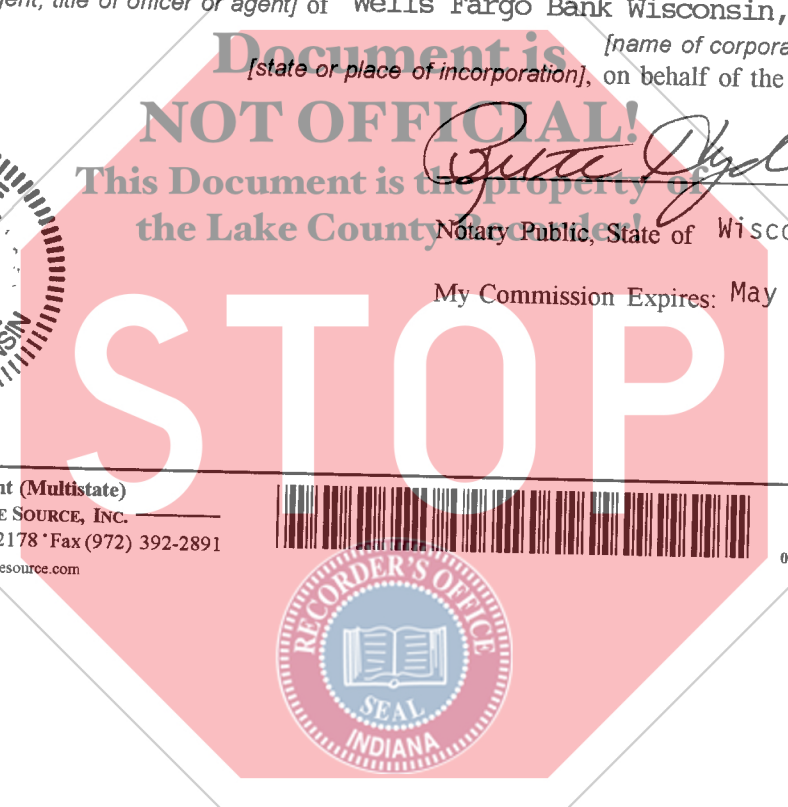 ent, title of officer or agent] of Wells Fargo Bank Wisconsin,
Document is
[name of corpora
[state or place of incorporation], on behalf of the
NOT OFFICIAL!
This Document is the property of
the Lake County Recorder!
Notary Public, State of Wisco
My Commission Expires: May
STOP
nt (Multistate)
E SOURCE, INC.
2178 Fax (972) 392-2891
esource.com
RECORDER'S OFFICE
SEAL
INDIANA